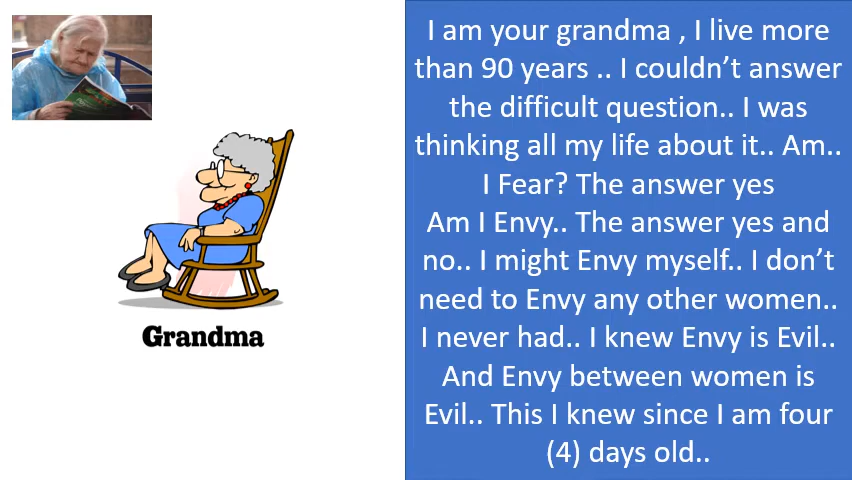 I am your grandma , I live more
than 90 years .. I couldn’t answer
the difficult question.. I was
thinking all my life about it.. Am..
I Fear? The answer yes
Am I Envy.. The answer yes and
no.. I might Envy myself.. I don’t
need to Envy any other women..
I never had.. I knew Envy is Evil..
And Envy between women is
Evil.. This I knew since I am four
(4) days old..
Grandma